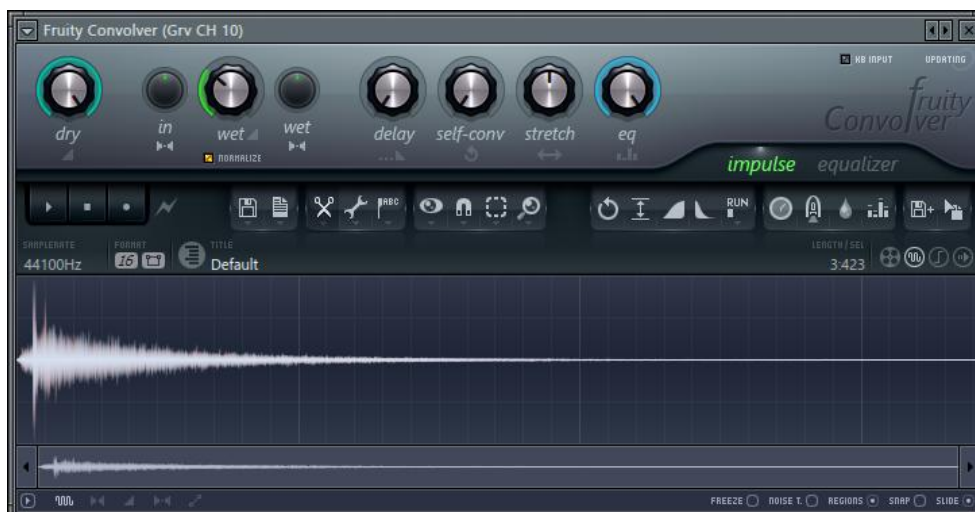 Fruity Convolver (Grv CH 10)
KB INPUT UPDATING
fruity
Convolver
dry in wet wet delay self-conv stretch eq
NORMALIZE
impulse equalizer
ABC RUN
SAMPLERATE FORMAT TITLE LENGTH/SEL
44100Hz 16 Default 3:423
FREEZE NOISE T. REGIONS SNAP SLIDE